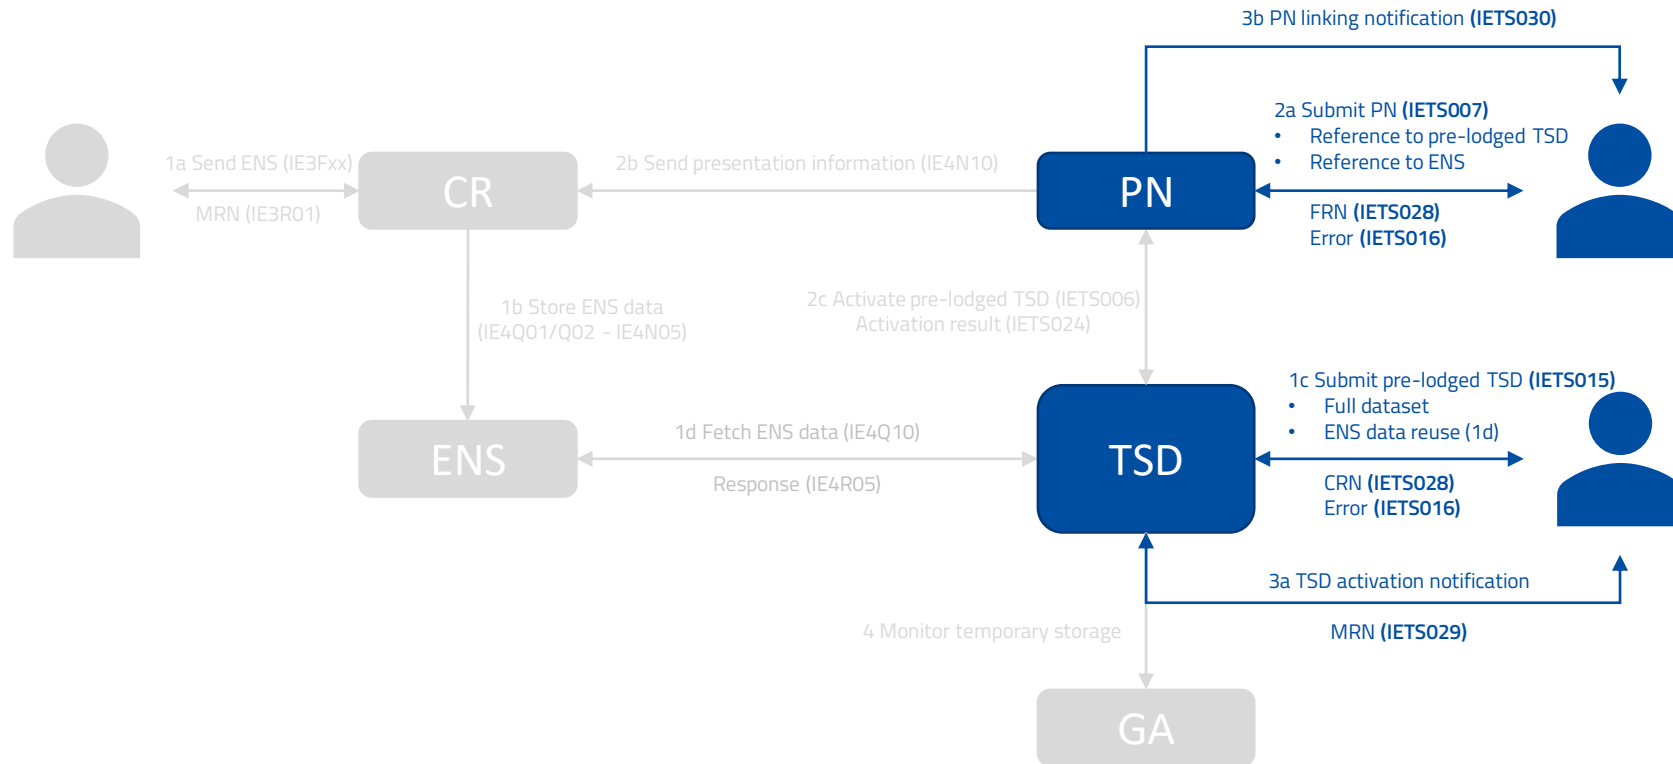 3b PN linking notification (IETS030)
2a Submit PN (IETS007)
• Reference to pre-lodged TSD
• Reference to ENS
1a Send ENS (IE3Fxx)
MRN (IE3R01)
CR
2b Send presentation information (IE4N10)
PN
FRN (IETS028)
Error (IETS016)
1b Store ENS data
(IE4Q01/Q02 - IE4N05)
2c Activate pre-lodged TSD (IETS006)
Activation result (IETS024)
1c Submit pre-lodged TSD (IETS015)
• Full dataset
• ENS data reuse (1d)
ENS
1d Fetch ENS data (IE4Q10)
Response (IE4R05)
TSD
CRN (IETS028)
Error (IETS016)
3a TSD activation notification
MRN (IETS029)
4 Monitor temporary storage
GA